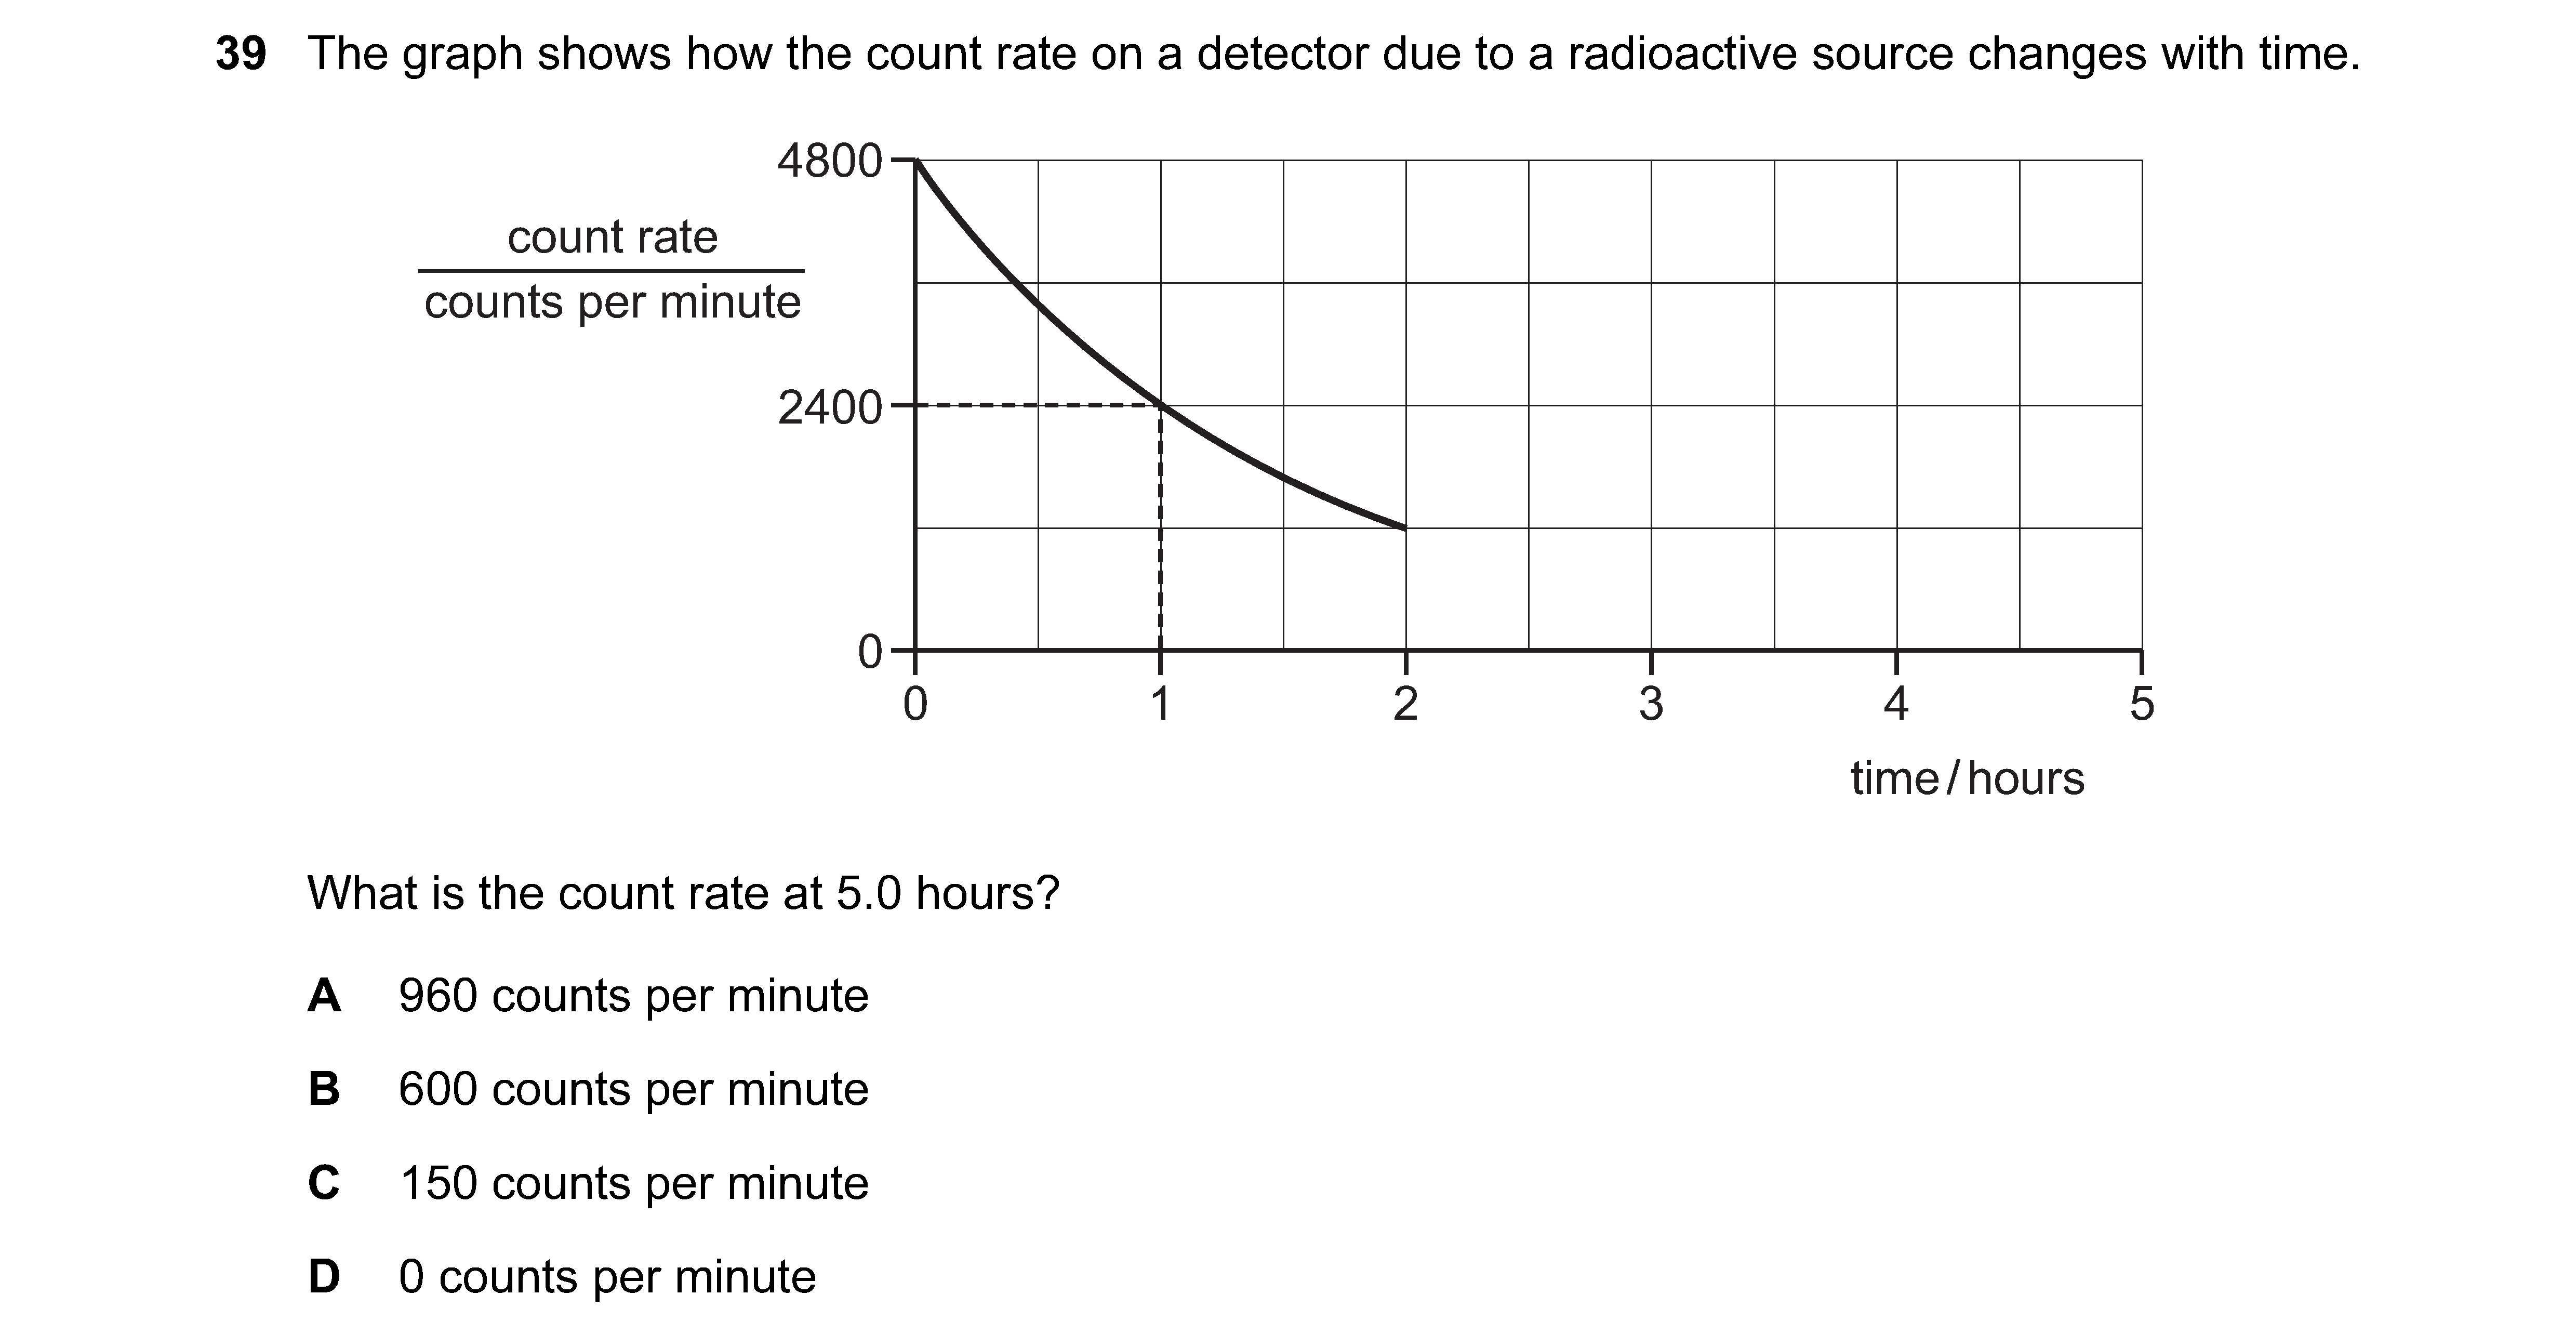 39 The graph shows how the count rate on a detector due to a radioactive source changes with time.
4800
count rate
counts per minute
2400
0
0 1 2 3 4 5
time / hours
What is the count rate at 5.0 hours?
A 960 counts per minute
B 600 counts per minute
C 150 counts per minute
D 0 counts per minute